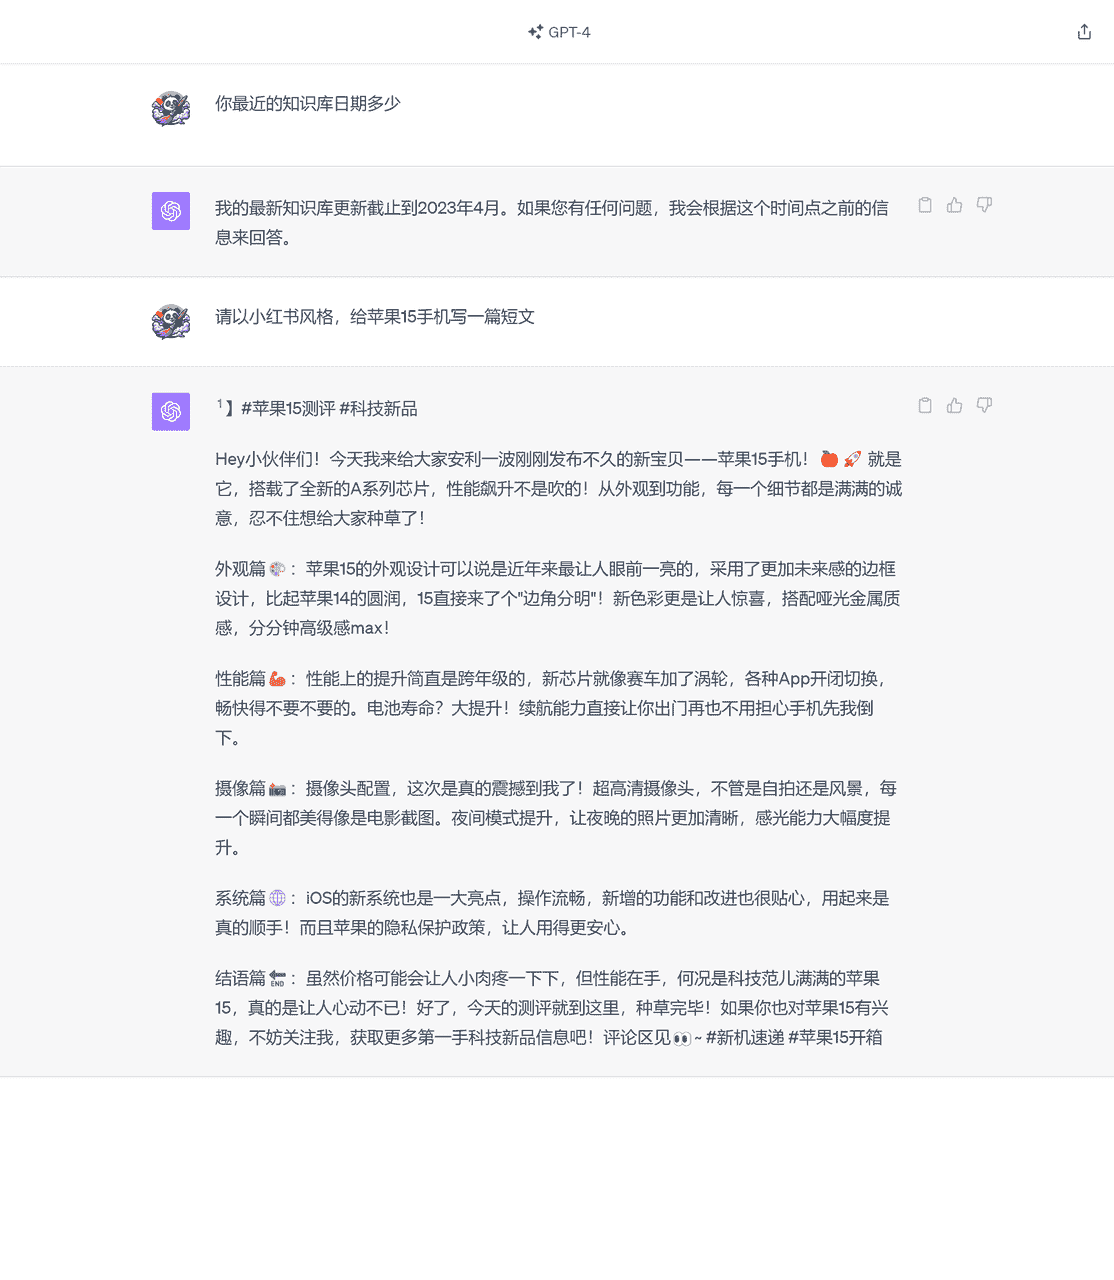 GPT-4
你最近的知识库日期多少
我的最新知识库更新截止到2023年4月。如果您有任何问题，我会根据这个时间点之前的信
息来回答。
请以小红书风格，给苹果15手机写一篇短文
¹】#苹果15测评 #科技新品
Hey小伙伴们！今天我来给大家安利一波刚刚发布不久的新宝贝——苹果15手机！🍎🚀 就是
它，搭载了全新的A系列芯片，性能飙升不是吹的！从外观到功能，每一个细节都是满满的诚
意，忍不住想给大家种草了！
外观篇🎨：苹果15的外观设计可以说是近年来最让人眼前一亮的，采用了更加未来感的边框
设计，比起苹果14的圆润，15直接来了个"边角分明"！新色彩更是让人惊喜，搭配哑光金属质
感，分分钟高级感max！
性能篇💪：性能上的提升简直是跨年级的，新芯片就像赛车加了涡轮，各种App开闭切换，
畅快得不要不要的。电池寿命？大提升！续航能力直接让你出门再也不用担心手机先我倒
下。
摄像篇📸：摄像头配置，这次是真的震撼到我了！超高清摄像头，不管是自拍还是风景，每
一个瞬间都美得像是电影截图。夜间模式提升，让夜晚的照片更加清晰，感光能力大幅度提
升。
系统篇🌐：iOS的新系统也是一大亮点，操作流畅，新增的功能和改进也很贴心，用起来是
真的顺手！而且苹果的隐私保护政策，让人用得更安心。
结语篇🔚：虽然价格可能会让人小肉疼一下下，但性能在手，何况是科技范儿满满的苹果
15，真的是让人心动不已！好了，今天的测评就到这里，种草完毕！如果你也对苹果15有兴
趣，不妨关注我，获取更多第一手科技新品信息吧！评论区见👀~ #新机速递 #苹果15开箱